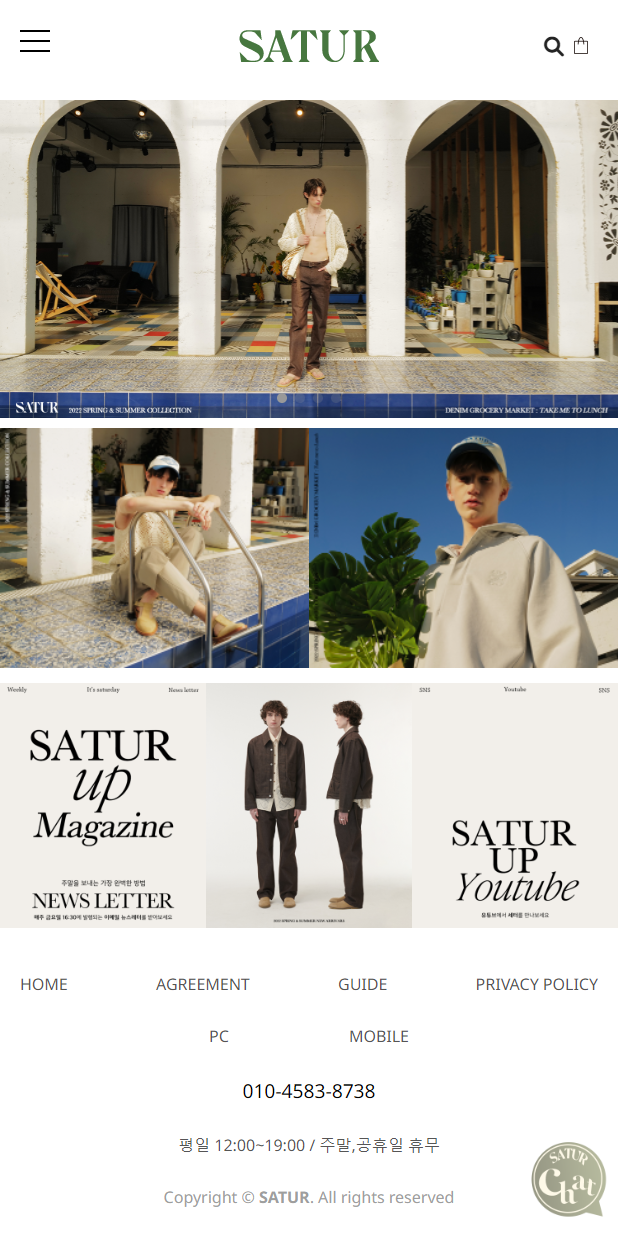 SATUR
SATUR 2022 SPRING & SUMMER COLLECTION
DENIM GROCERY MARKET : TAKE ME TO LUNCH
Weekly It's saturday News letter
SATUR
up
Magazine
주말을 보내는 가장 완벽한 방법
NEWS LETTER
매주 금요일 16:30에 발행되는 이메일 뉴스레터를 받아보세요
SNS Youtube SNS
SATUR
UP
Youtube
유튜브에서 세터를 만나보세요
HOME AGREEMENT GUIDE PRIVACY POLICY
PC MOBILE
010-4583-8738
평일 12:00~19:00 / 주말,공휴일 휴무
SATUR
Chat
Copyright © SATUR. All rights reserved